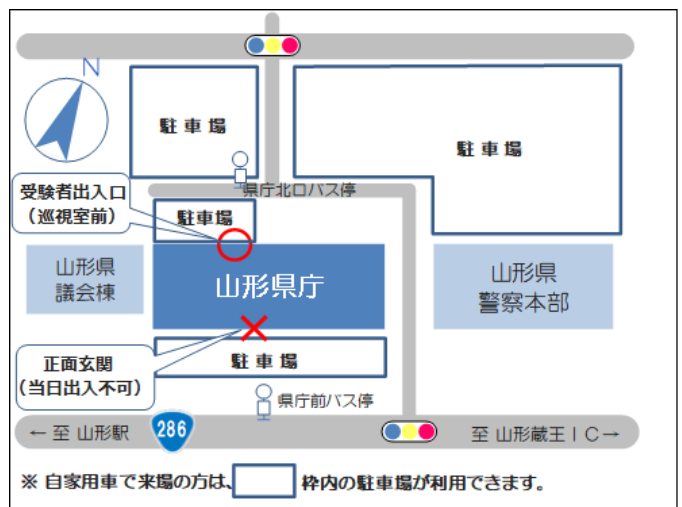 N
駐 車 場
駐 車 場
県庁北口バス停
受験者出入口
(巡視室前)
駐車場
山形県
議会棟
山形県庁
山形県
警察本部
正面玄関
(当日出入不可)
駐 車 場
県庁前バス停
← 至 山形駅
286
至 山形蔵王IC→
※ 自家用車で来場の方は、 枠内の駐車場が利用できます。